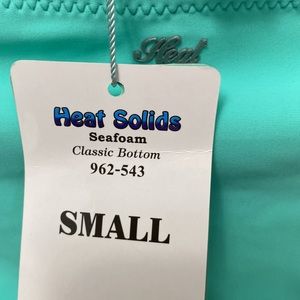 Heat
Heat Solids
Seafoam
Classic Bottom
962-543
SMALL